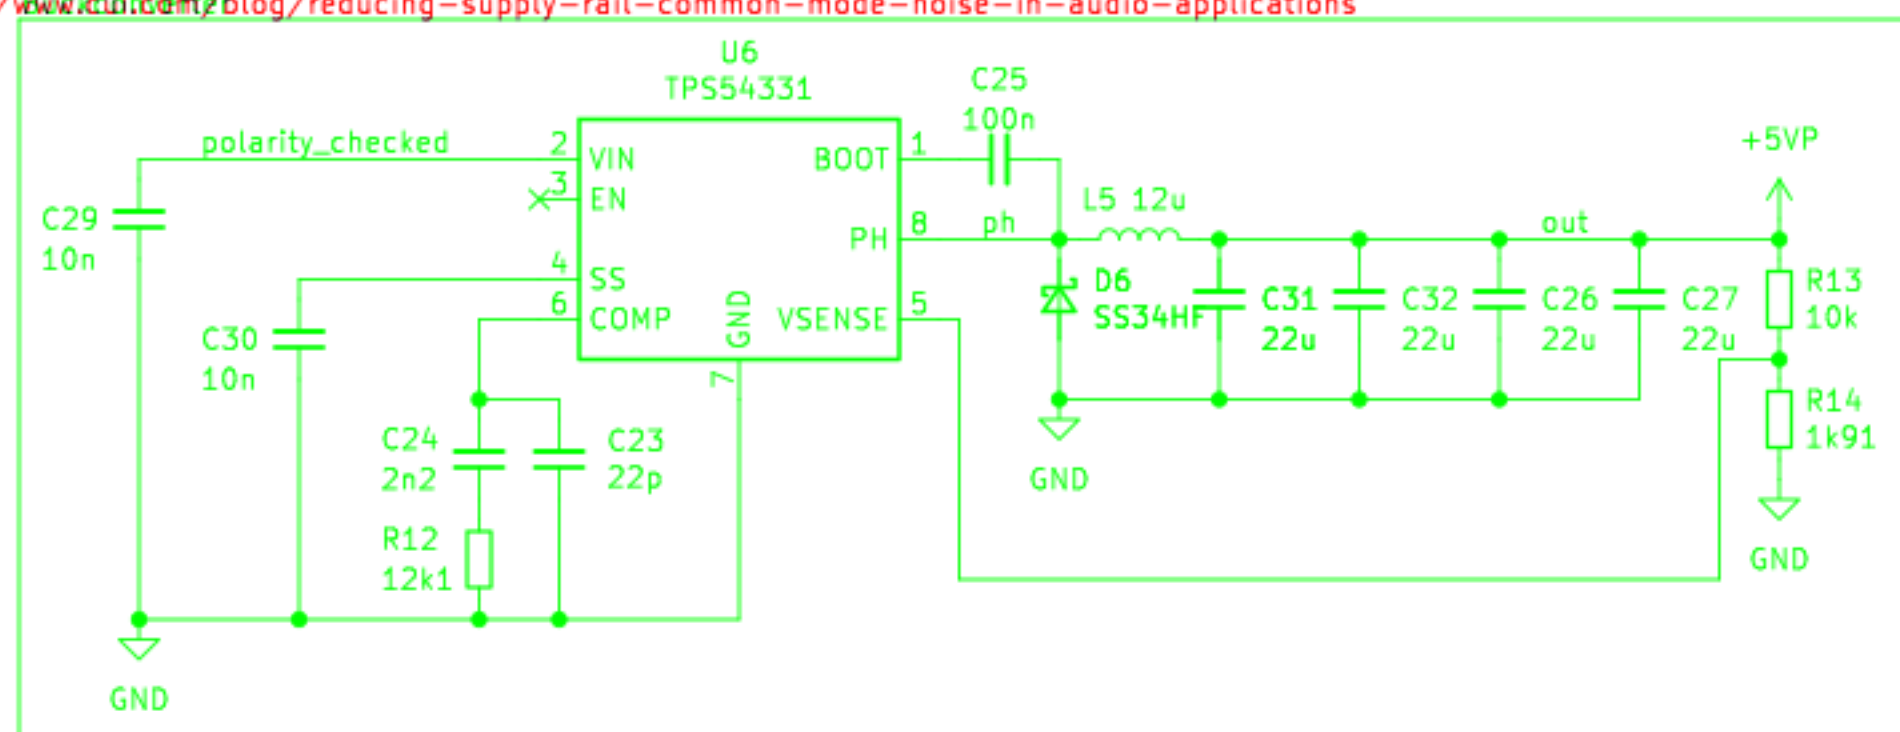 /www.cui.com/blog/reducing-supply-rail-common-mode-noise-in-audio-applications
U6
TPS54331
C25
100n
polarity_checked
2
VIN
BOOT
1
+5VP
3
EN
L5 12u
C29
10n
ph
out
PH
8
4
SS
D6
SS34HF
C31
22u
C32
22u
C26
22u
C27
22u
R13
10k
6
COMP
GND
VSENSE
5
C30
10n
7
R14
1k91
C24
2n2
C23
22p
GND
R12
12k1
GND
GND